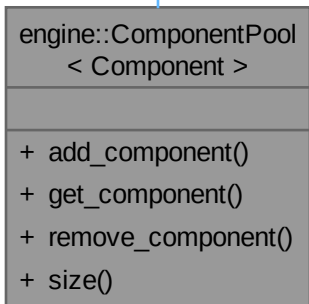 engine::ComponentPool
< Component >
+ add_component()
+ get_component()
+ remove_component()
+ size()